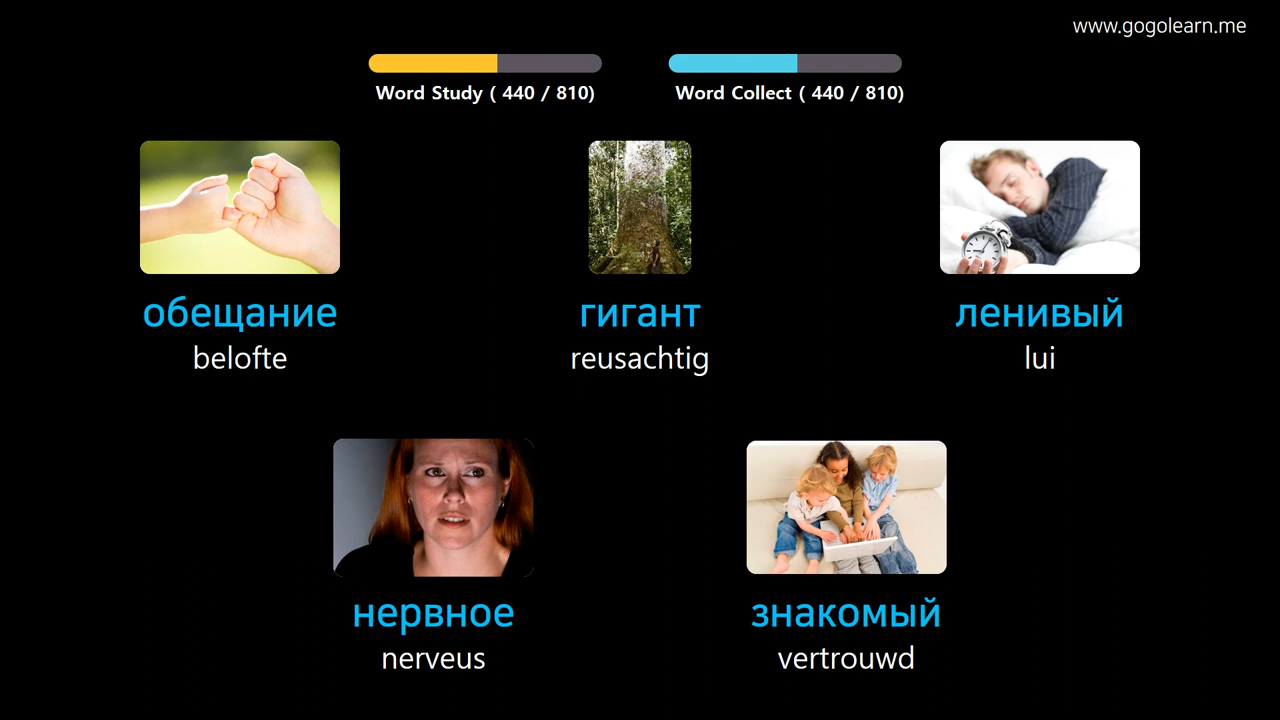 www.gogolearn.me
Word Study ( 440 / 810)
Word Collect ( 440 / 810)
обещание
belofte
гигант
reusachtig
ленивый
lui
нервное
nerveus
знакомый
vertrouwd